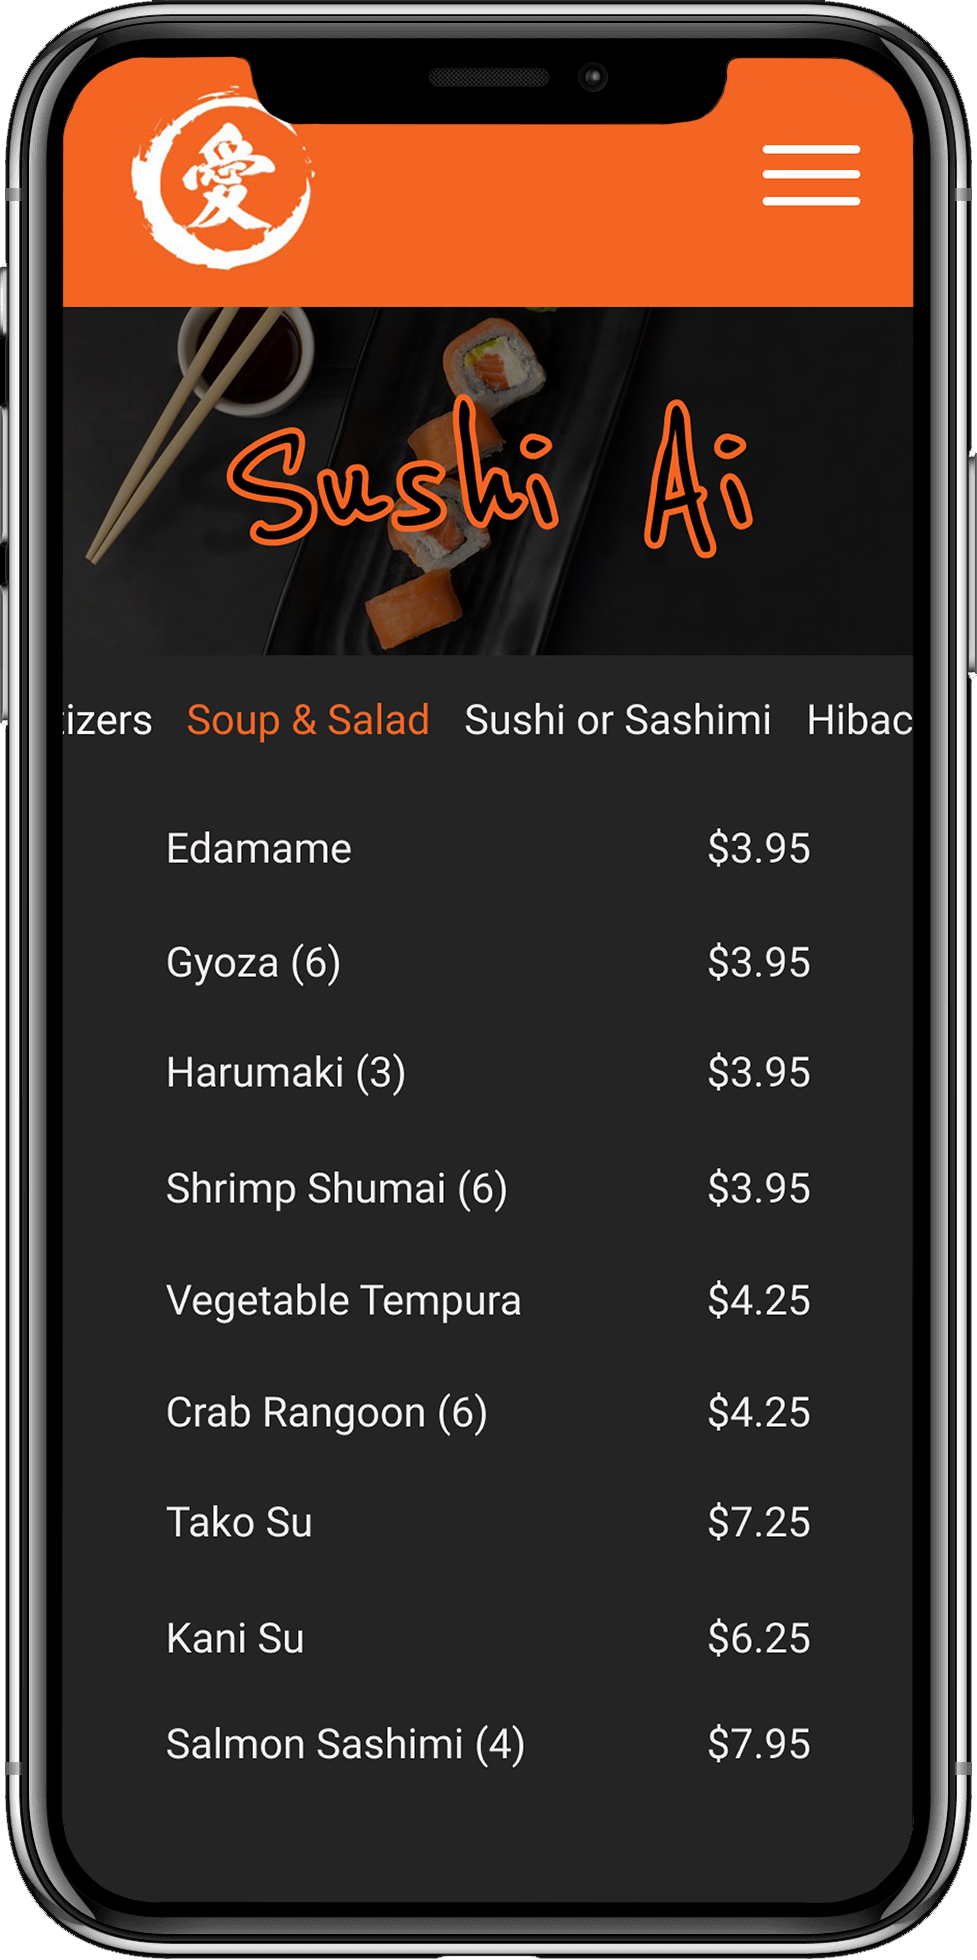 愛
Sushi Ai
tizers Soup & Salad Sushi or Sashimi Hibac
Edamame $3.95
Gyoza (6) $3.95
Harumaki (3) $3.95
Shrimp Shumai (6) $3.95
Vegetable Tempura $4.25
Crab Rangoon (6) $4.25
Tako Su $7.25
Kani Su $6.25
Salmon Sashimi (4) $7.95